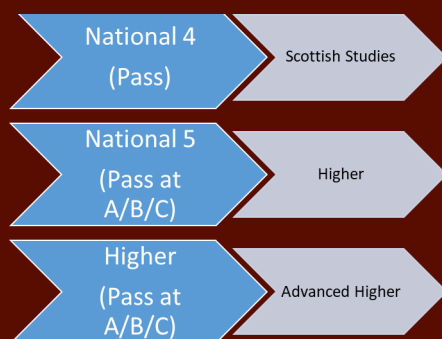 National 4
(Pass)
Scottish Studies
National 5
(Pass at
A/B/C)
Higher
Higher
(Pass at
A/B/C)
Advanced Higher